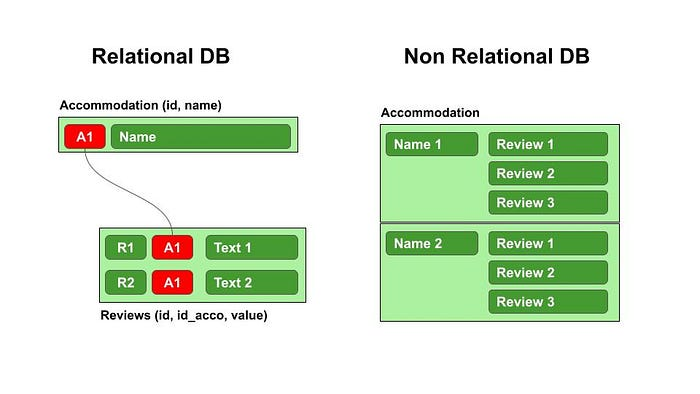 Relational DB
Accommodation (id, name)
A1 Name
R1 A1 Text 1
R2 A1 Text 2
Reviews (id, id_acco, value)
Non Relational DB
Accommodation
Name 1 Review 1
Review 2
Review 3
Name 2 Review 1
Review 2
Review 3